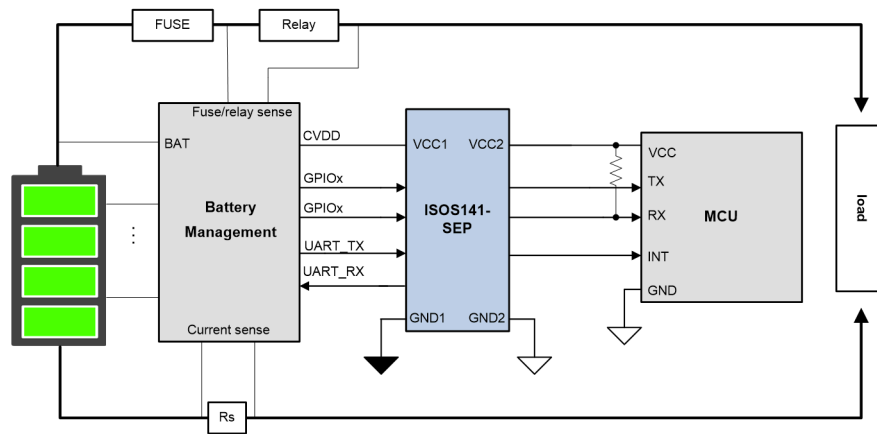 FUSE
Relay
Fuse/relay sense
BAT
CVDD
VCC1
VCC2
VCC
GPIOx
TX
GPIOx
RX
Battery
Management
ISOS141-
SEP
MCU
load
UART_TX
INT
UART_RX
GND
GND1
GND2
Current sense
Rs